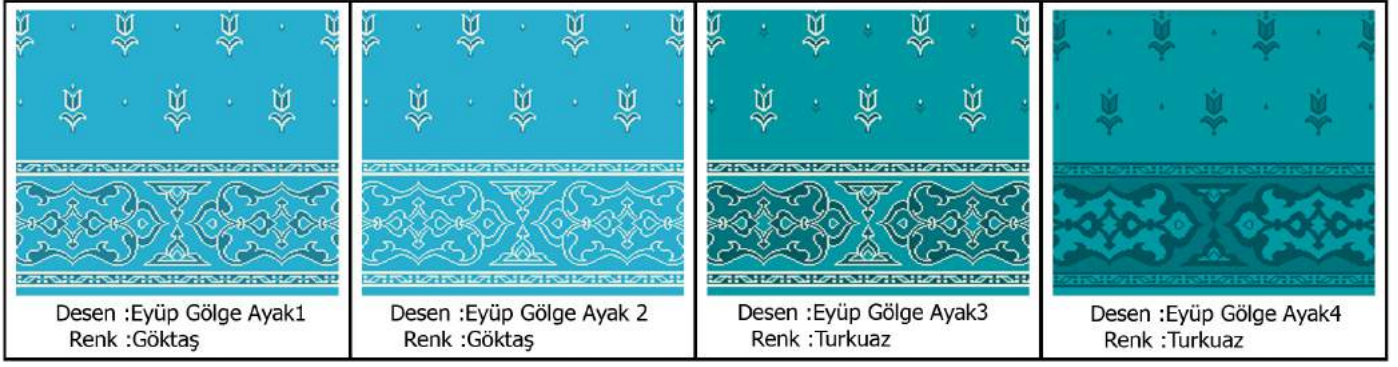 Desen :Eyüp Gölge Ayak1
Renk :Göktaş
Desen :Eyüp Gölge Ayak 2
Renk :Göktaş
Desen :Eyüp Gölge Ayak3
Renk :Turkuaz
Desen :Eyüp Gölge Ayak4
Renk :Turkuaz